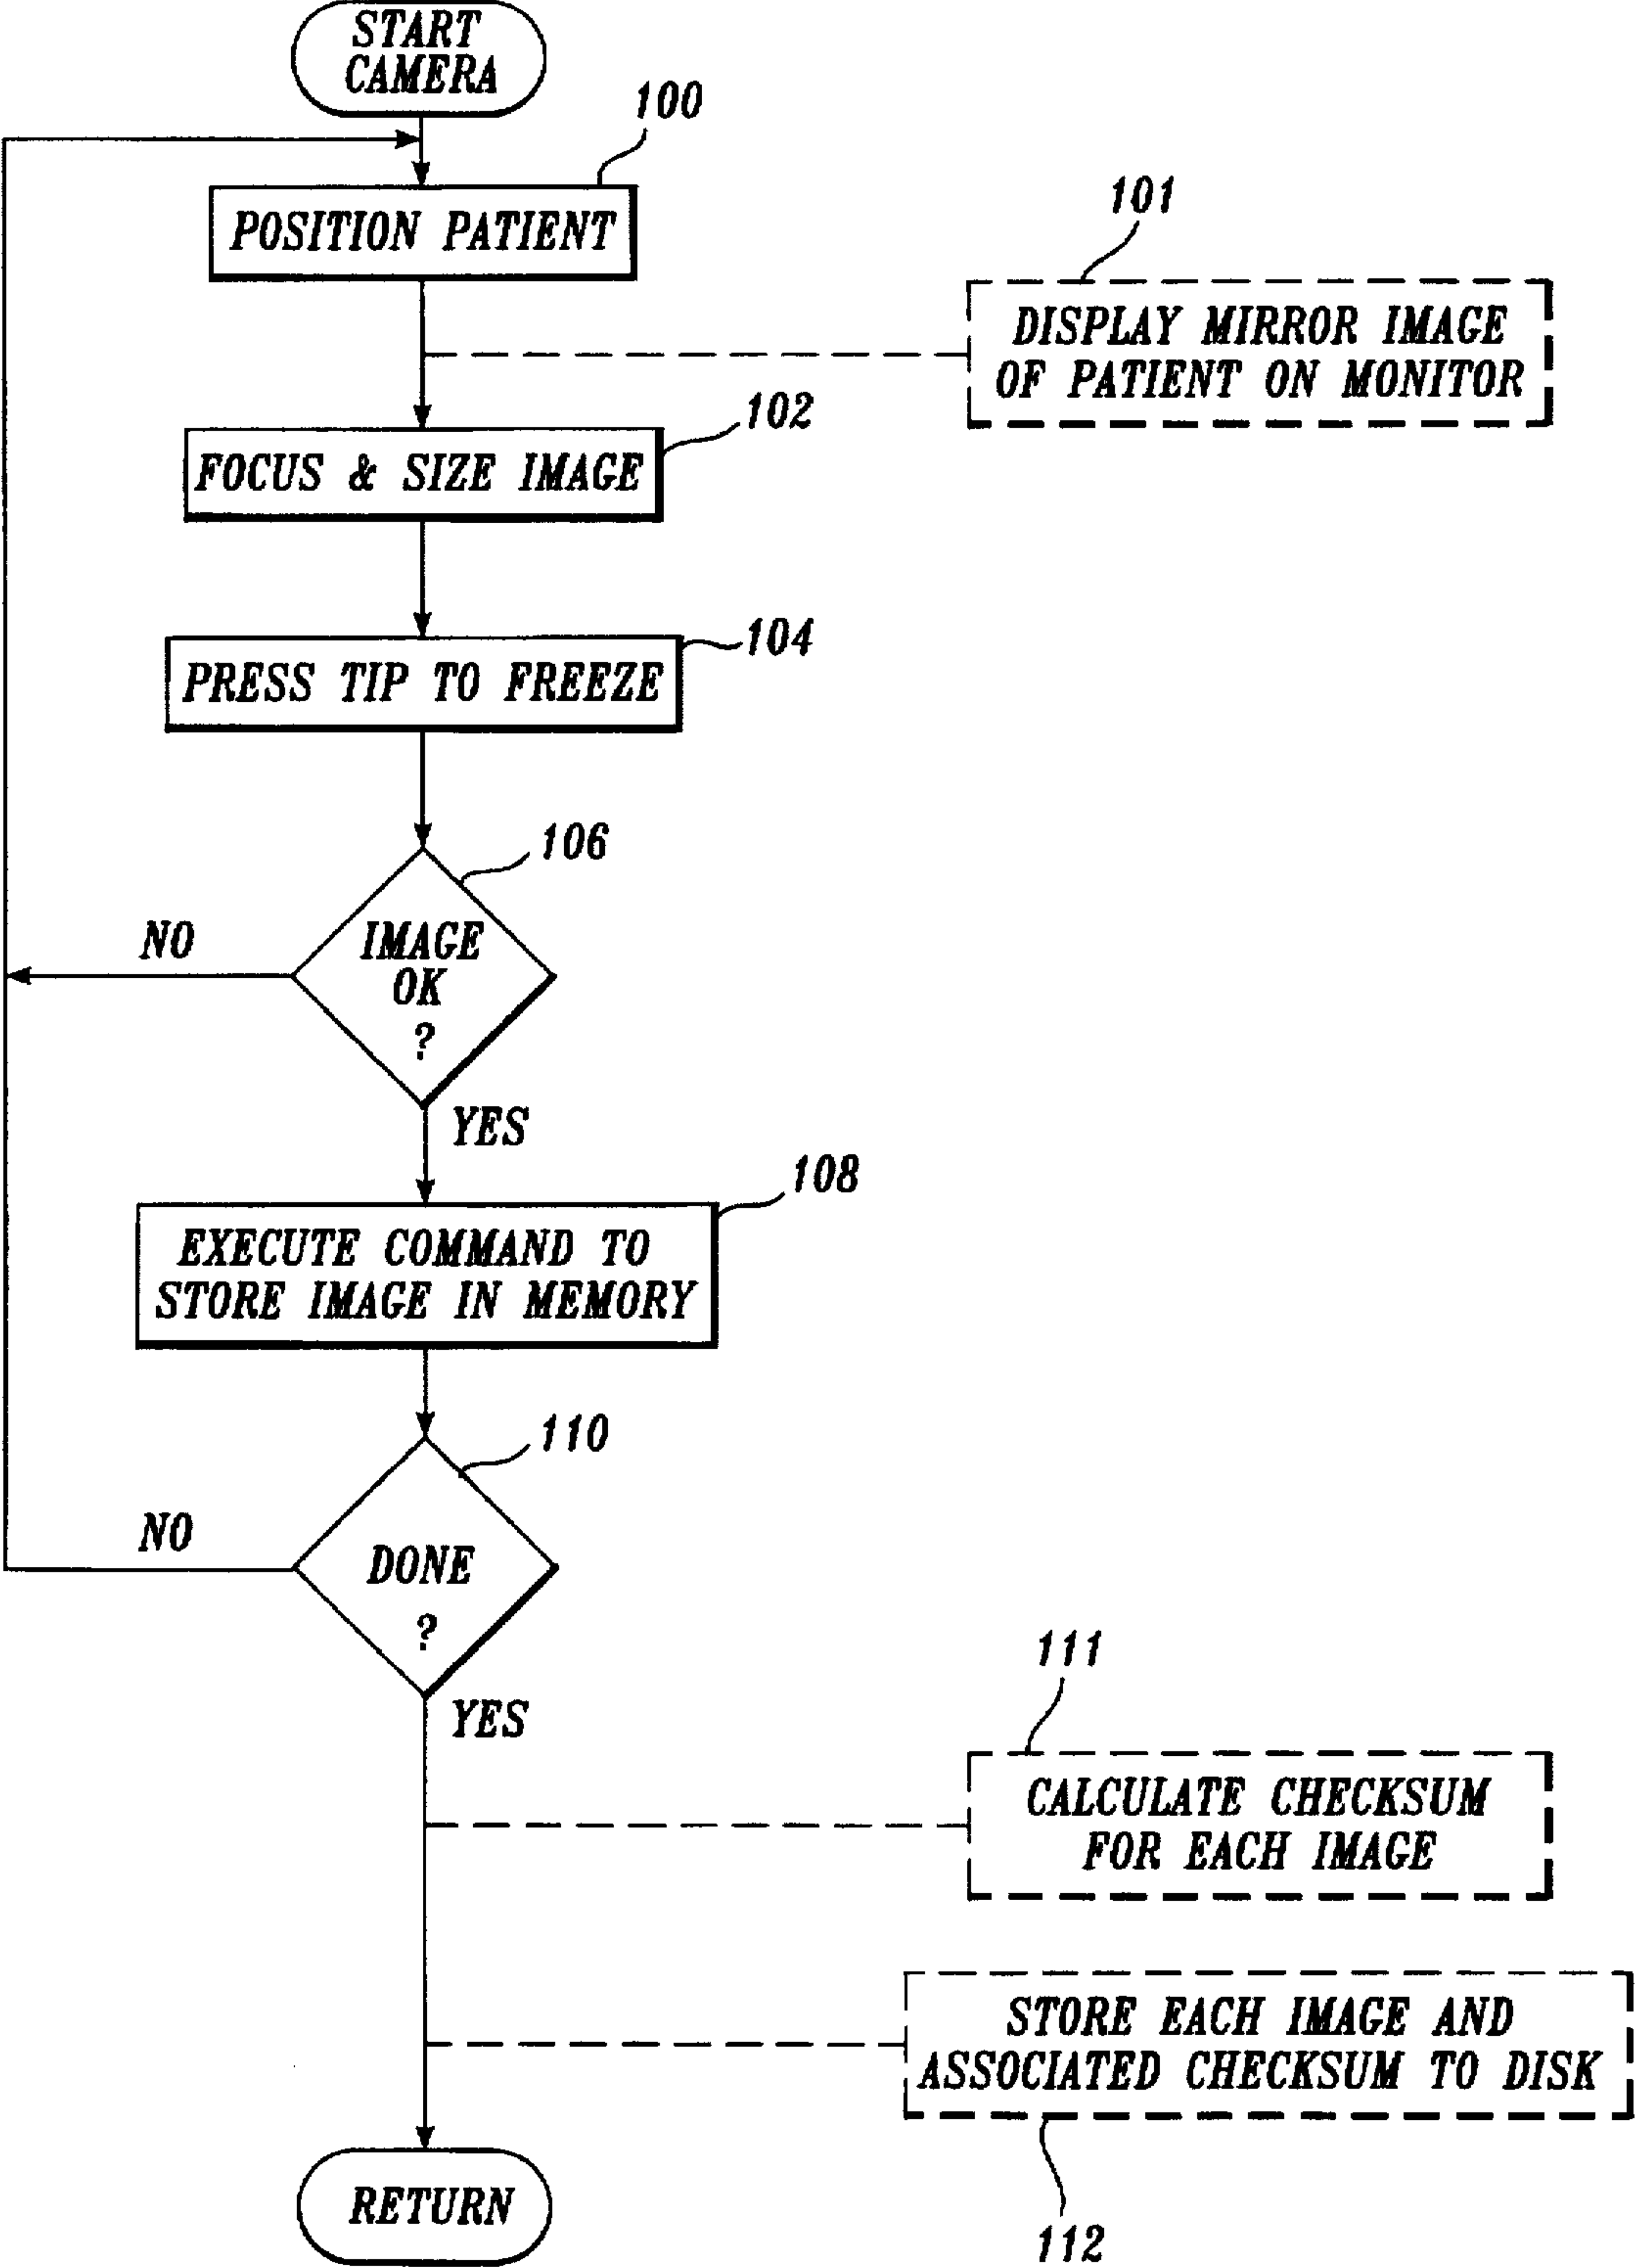 START
CAMERA
100
POSITION PATIENT
101
DISPLAY MIRROR IMAGE
OF PATIENT ON MONITOR
102
FOCUS & SIZE IMAGE
104
PRESS TIP TO FREEZE
106
NO
IMAGE
OK
?
YES
108
EXECUTE COMMAND TO
STORE IMAGE IN MEMORY
110
NO
DONE
?
YES
111
CALCULATE CHECKSUM
FOR EACH IMAGE
STORE EACH IMAGE AND
ASSOCIATED CHECKSUM TO DISK
112
RETURN